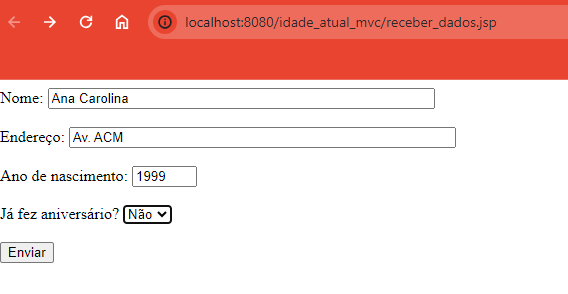 localhost:8080/idade_atual_mvc/receber_dados.jsp
Nome: Ana Carolina
Endereço: Av. ACM
Ano de nascimento: 1999
Já fez aniversário? Não
Enviar